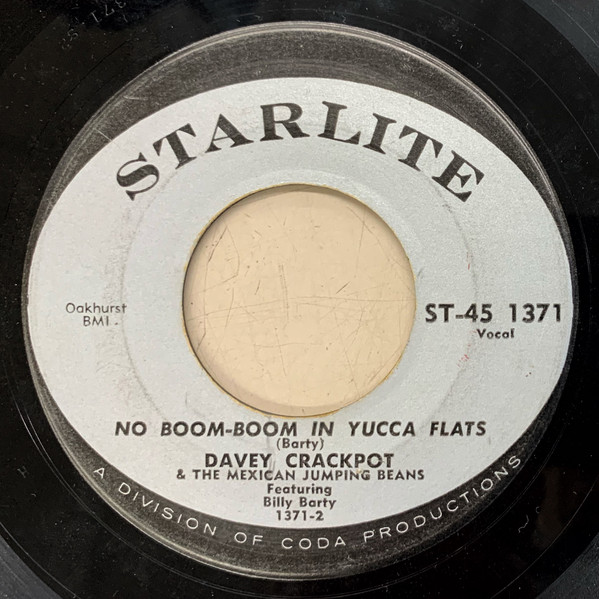 STARLITE
Oakhurst
BMI
ST-45 1371
Vocal
NO BOOM-BOOM IN YUCCA FLATS
(Barty)
DAVEY CRACKPOT
& THE MEXICAN JUMPING BEANS
Featuring
Billy Barty
1371-2
A DIVISION OF CODA PRODUCTIONS